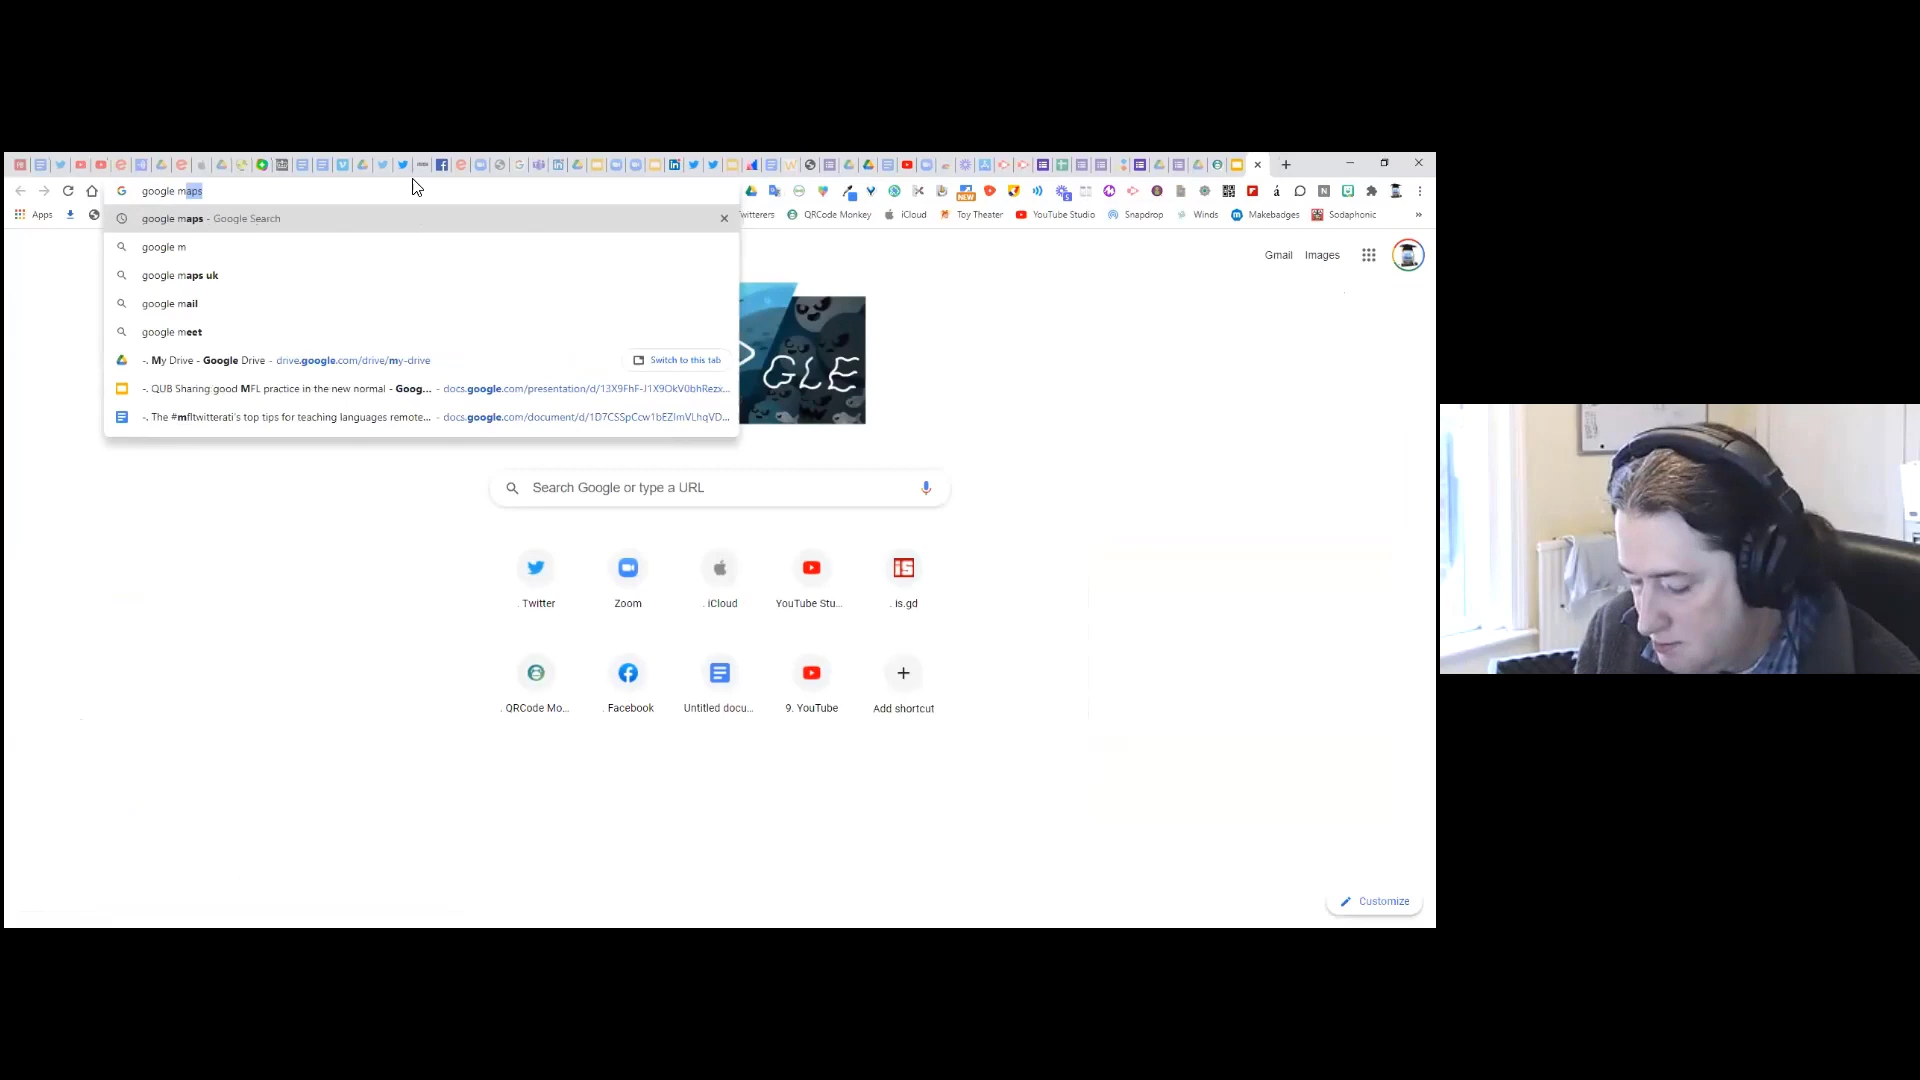 google maps
NEW
Apps
Twitterers
QRCode Monkey
iCloud
Toy Theater
YouTube Studio
Snapdrop
Winds
Makebadges
Sodaphonic
»
google maps - Google Search
google m
google maps uk
google mail
google meet
-. My Drive - Google Drive - drive.google.com/drive/my-drive
Switch to this tab
-. QUB Sharing good MFL practice in the new normal - Goog... - docs.google.com/presentation/d/13X9FhF-J1X9OkV0bhRezx...
-. The #mfltwitterati's top tips for teaching languages remote... - docs.google.com/document/d/1D7CSSpCcw1bEZImVLhqVD...
Gmail
Images
GLE
Search Google or type a URL
. Twitter
Zoom
. iCloud
YouTube Stu...
. is.gd
. QRCode Mo...
. Facebook
Untitled docu...
9. YouTube
Add shortcut
Customize